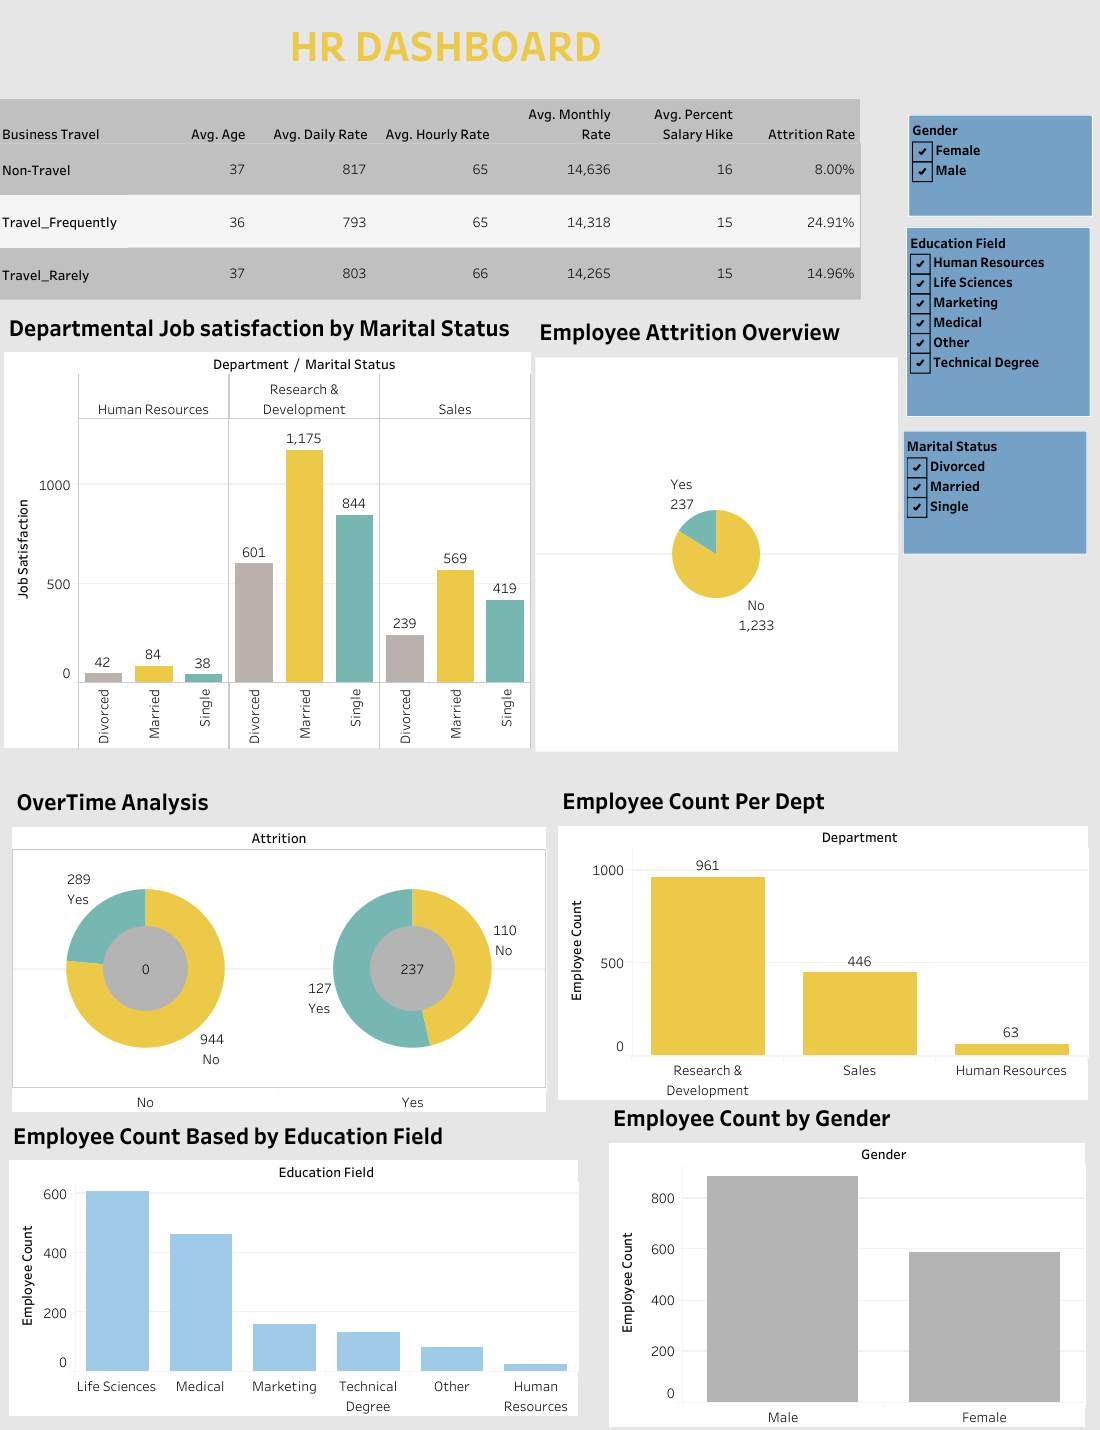 HR DASHBOARD
Business Travel Avg. Age Avg. Daily Rate Avg. Hourly Rate Avg. Monthly Rate Avg. Percent Salary Hike Attrition Rate
Non-Travel 37 817 65 14,636 16 8.00%
Travel_Frequently 36 793 65 14,318 15 24.91%
Travel_Rarely 37 803 66 14,265 15 14.96%
Gender
Female
Male
Education Field
Human Resources
Life Sciences
Marketing
Medical
Other
Technical Degree
Marital Status
Divorced
Married
Single
Departmental Job satisfaction by Marital Status
Department / Marital Status
Human Resources
Research &
Development
Sales
Job Satisfaction
1000
500
0
42
84
38
601
1,175
844
239
569
419
Divorced
Married
Single
Divorced
Married
Single
Divorced
Married
Single
Employee Attrition Overview
Yes
237
No
1,233
OverTime Analysis
Attrition
289
Yes
0
944
No
110
No
237
127
Yes
No
Yes
Employee Count Per Dept
Department
Employee Count
1000
500
0
961
446
63
Research &
Development
Sales
Human Resources
Employee Count Based by Education Field
Education Field
Employee Count
600
400
200
0
Life Sciences
Medical
Marketing
Technical
Degree
Other
Human
Resources
Employee Count by Gender
Gender
Employee Count
800
600
400
200
0
Male
Female